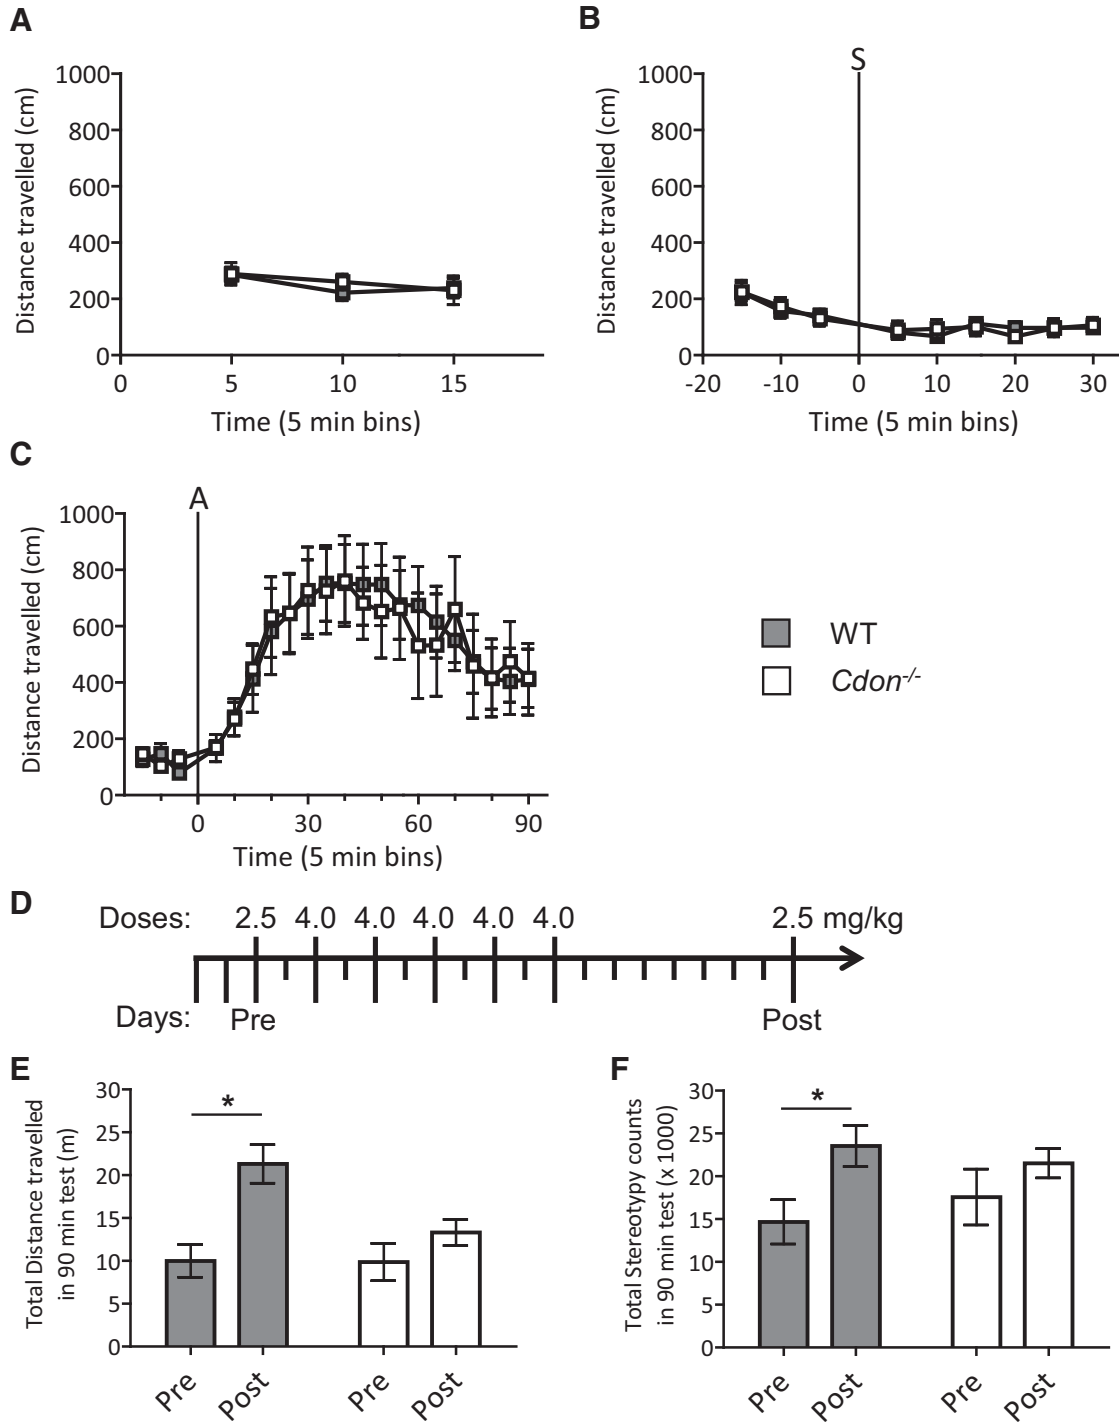 A
1000
800
600
400
200
0
Distance travelled (cm)
0 5 10 15
Time (5 min bins)
B
S
1000
800
600
400
200
0
Distance travelled (cm)
-20 -10 0 10 20 30
Time (5 min bins)
C
A
1000
800
600
400
200
0
Distance travelled (cm)
0 30 60 90
Time (5 min bins)
WT
Cdon-/-
D
Doses: 2.5 4.0 4.0 4.0 4.0 4.0 2.5 mg/kg
Days: Pre Post
E
30
25
20
15
10
5
0
Total Distance travelled
in 90 min test (m)
*
Pre Post Pre Post
F
30
25
20
15
10
5
0
Total Stereotypy counts
in 90 min test (x 1000)
*
Pre Post Pre Post